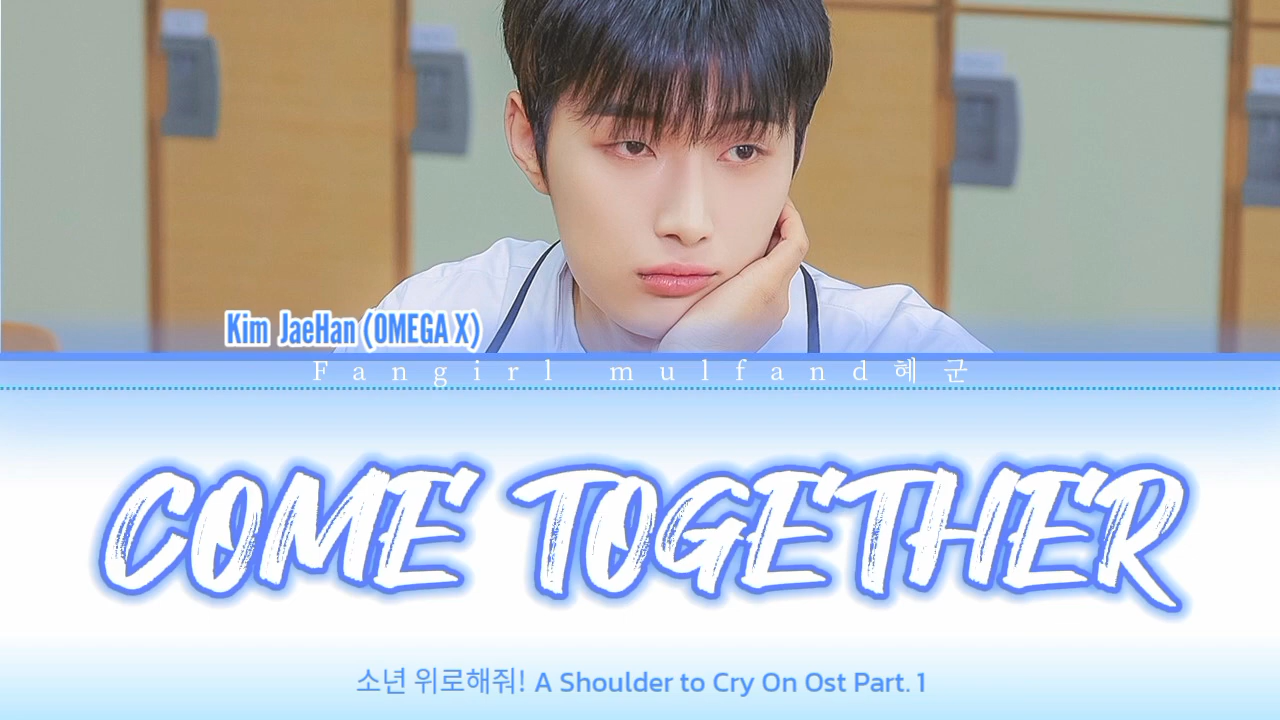 Kim JaeHan (OMEGA X)
Fangirl mulfand혜군
COME TOGETHER
소년 위로해줘! A Shoulder to Cry On Ost Part. 1